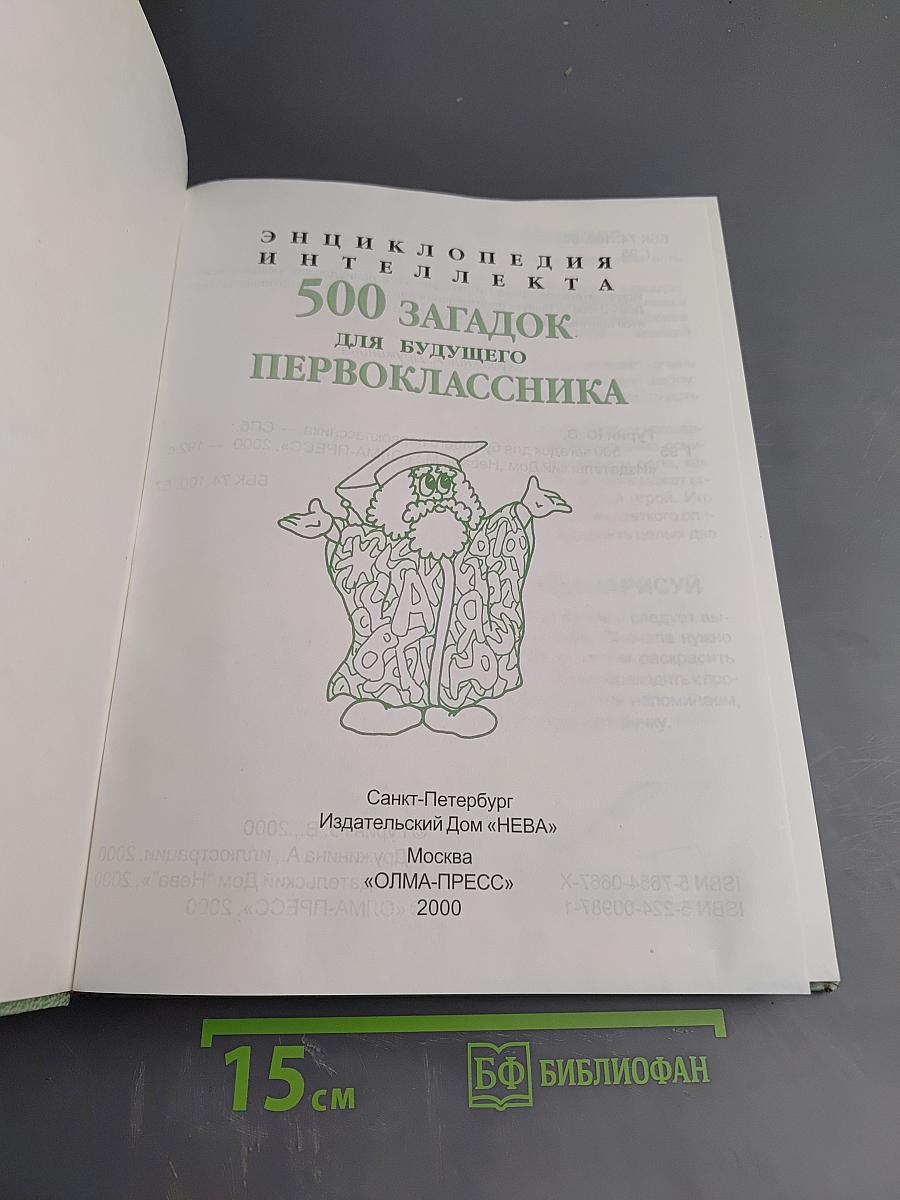 ЭНЦИКЛОПЕДИЯ
ИНТЕЛЛЕКТА
500 ЗАГАДОК
ДЛЯ БУДУЩЕГО
ПЕРВОКЛАССНИКА
Санкт-Петербург
Издательский Дом «НЕВА»
Москва
«ОЛМА-ПРЕСС»
2000
15 см
БФ БИБЛИОФАН